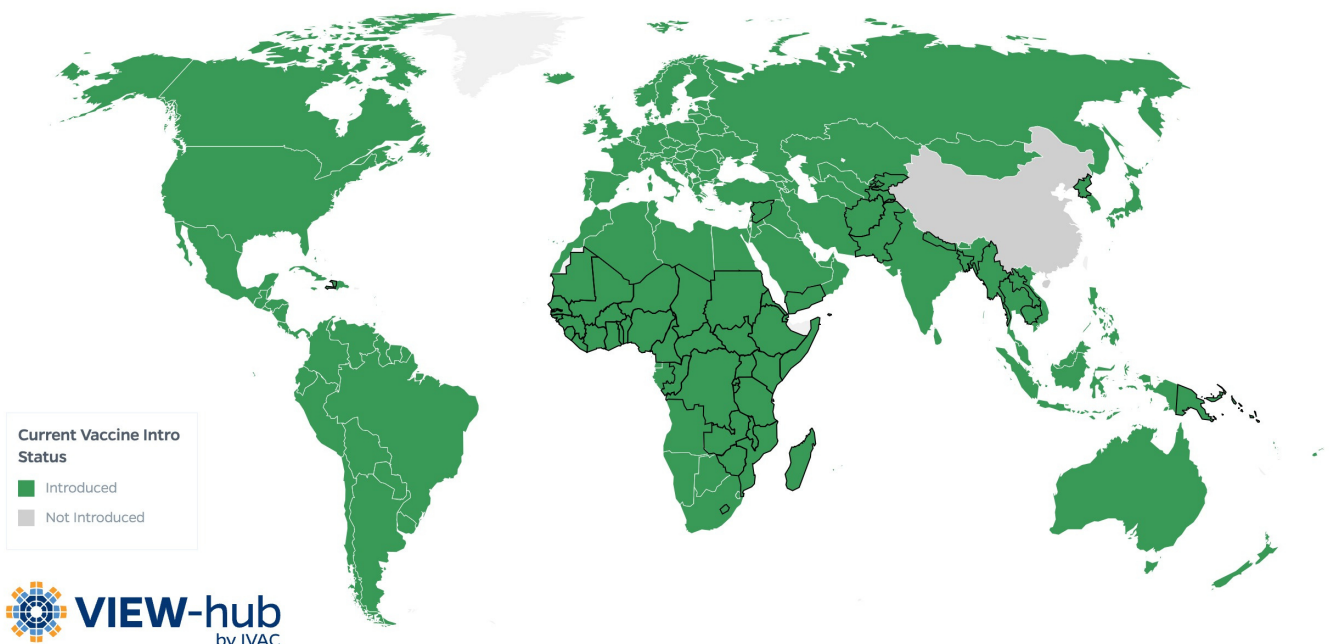 Current Vaccine Intro
Status
Introduced
Not Introduced
VIEW-hub
by IVAC